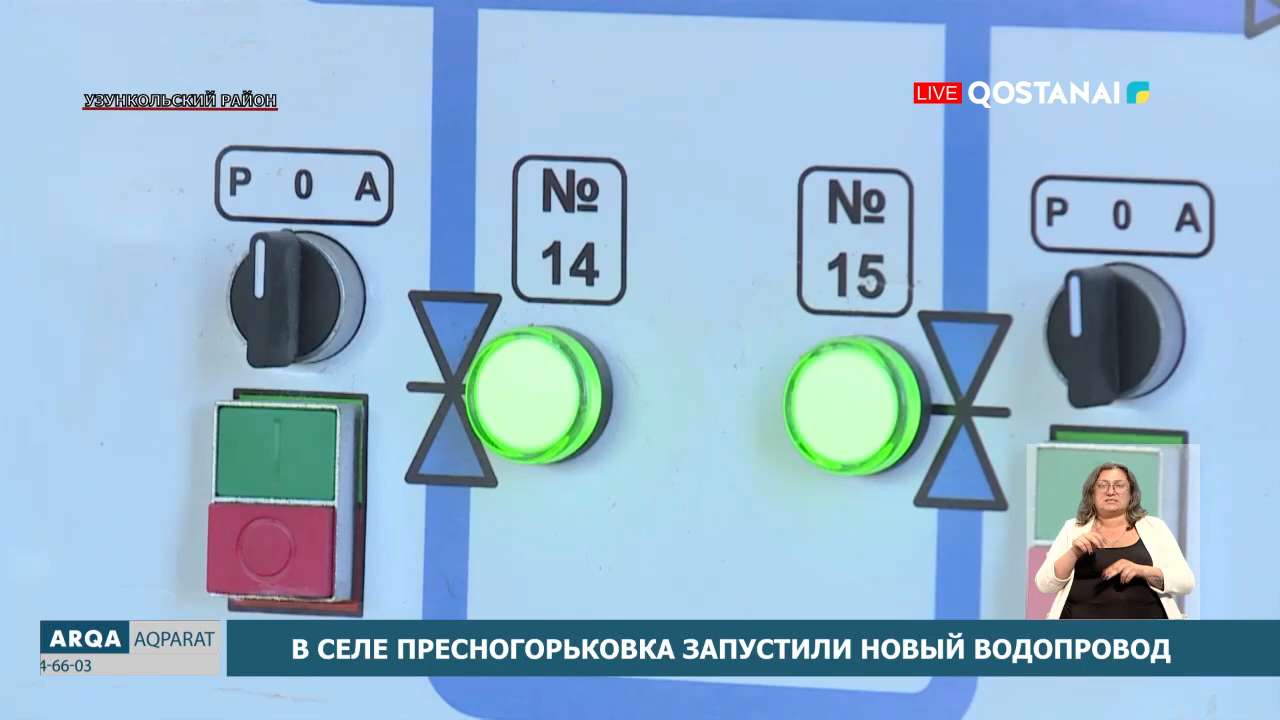 УЗУНКОЛЬСКИЙ РАЙОН
LIVE QOSTANAI
Р 0 А
№
14
№
15
Р 0 А
ARQA AQPARAT
4-66-03
В СЕЛЕ ПРЕСНОГОРЬКОВКА ЗАПУСТИЛИ НОВЫЙ ВОДОПРОВОД